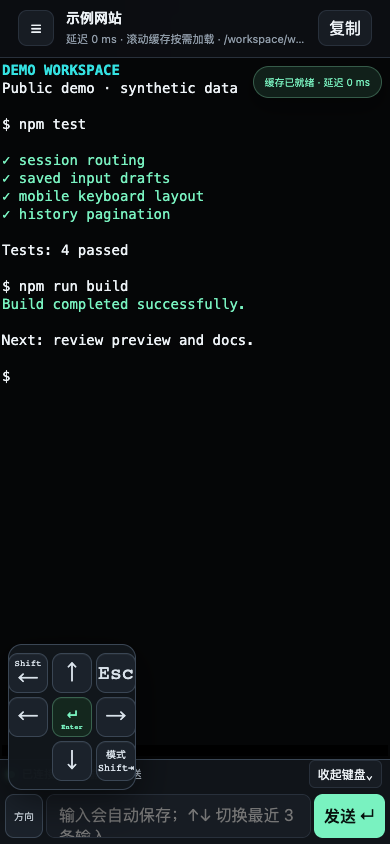 示例网站
延迟 0 ms · 滚动缓存按需加载 · /workspace/w…
复制
DEMO WORKSPACE
Public demo · synthetic data
缓存已就绪 · 延迟 0 ms
$ npm test
✓ session routing
✓ saved input drafts
✓ mobile keyboard layout
✓ history pagination
Tests: 4 passed
$ npm run build
Build completed successfully.
Next: review preview and docs.
$
Shift
←
↑
Esc
←
↵
Enter
→
↓
模式
Shift⇥
送
收起键盘⌄
方向
输入会自动保存；↑↓ 切换最近 3
条输入
发送 ↵